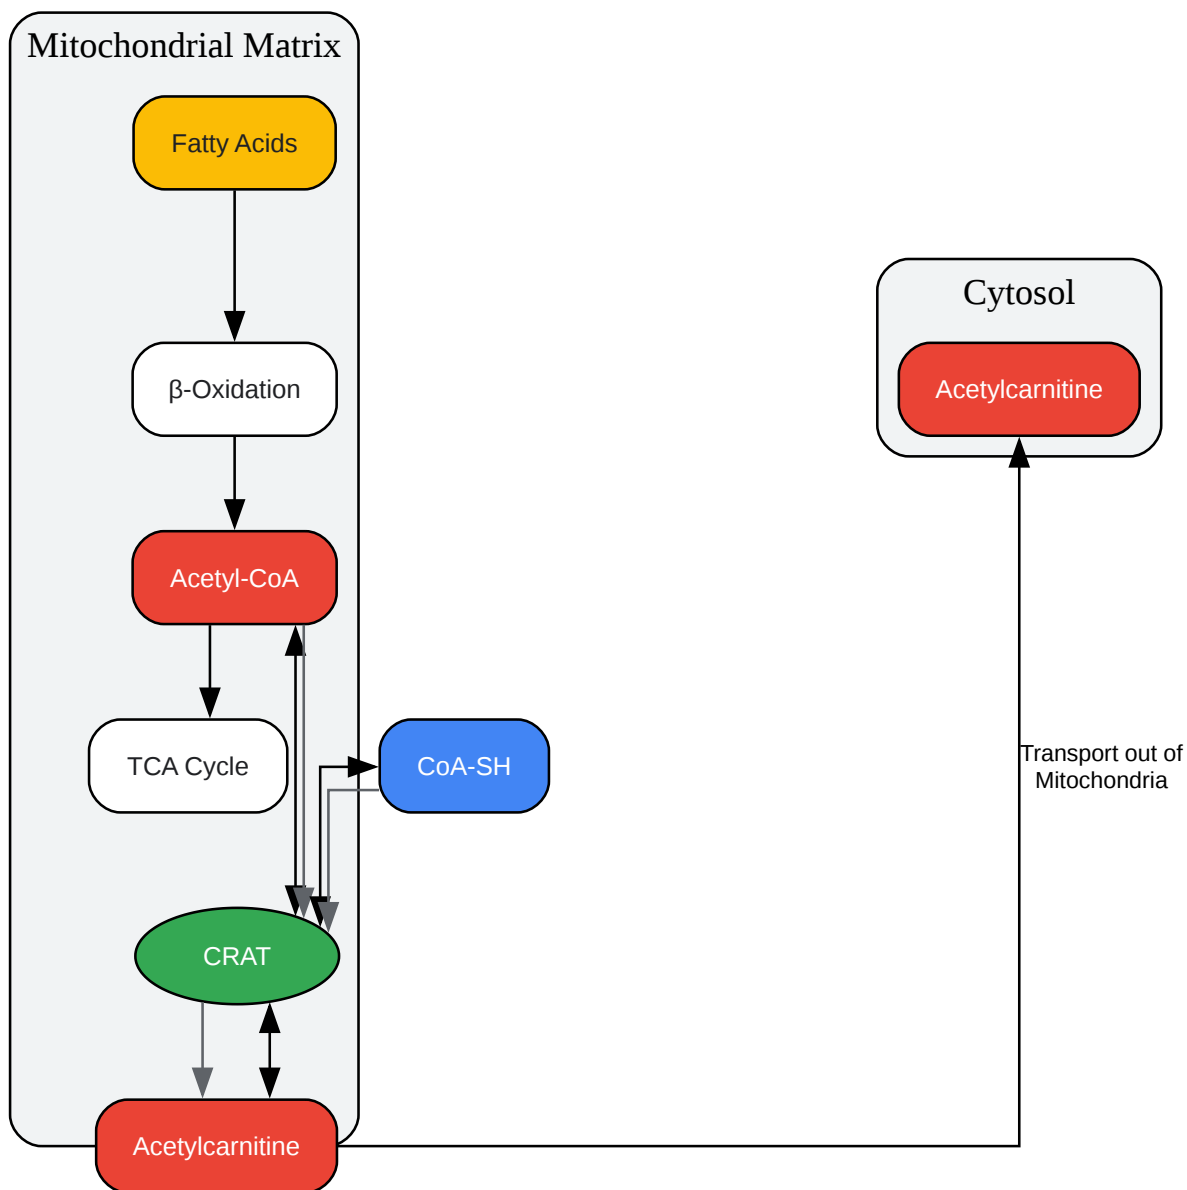 Mitochondrial Matrix
Fatty Acids
Cytosol
β-Oxidation
Acetylcarnitine
Acetyl-CoA
TCA Cycle
CoA-SH
Transport out of
Mitochondria
CRAT
Acetylcarnitine